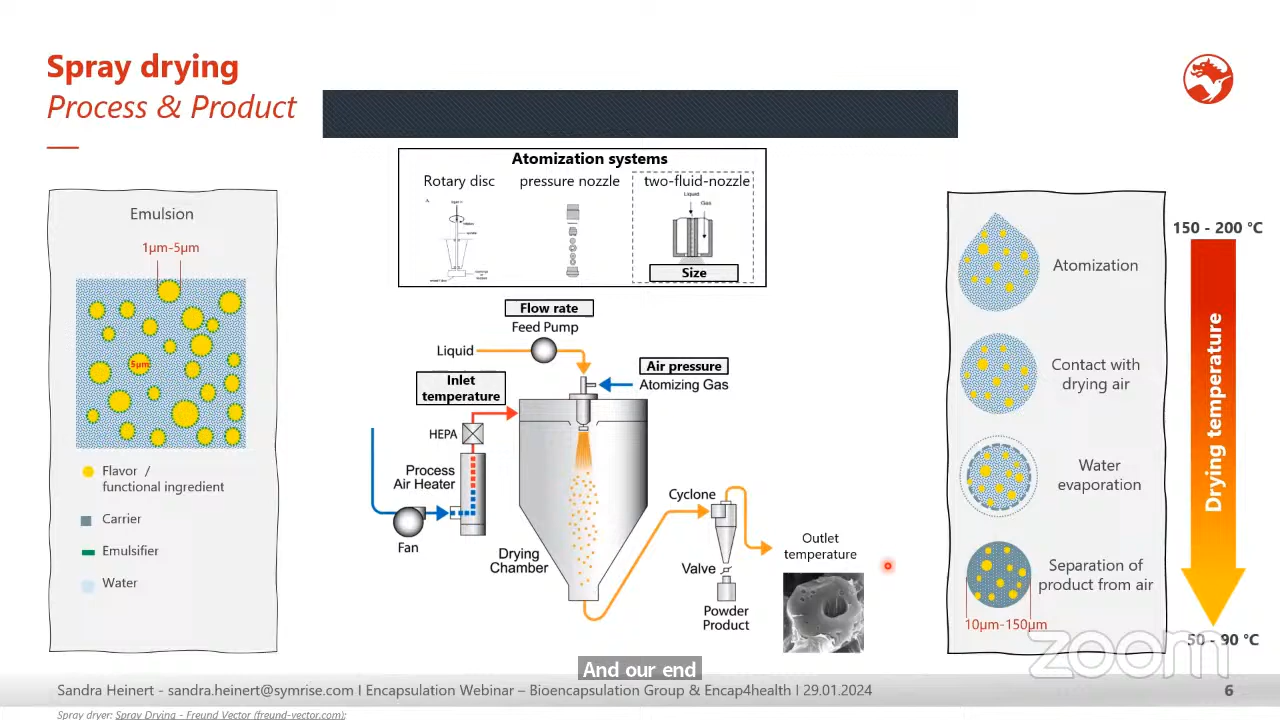 Spray drying
Process & Product
Atomization systems
Rotary disc
pressure nozzle
two-fluid-nozzle
Liquid
Gas
Size
Emulsion
1µm-5µm
5µm
Flavor /
functional ingredient
Carrier
Emulsifier
Water
Flow rate
Feed Pump
Liquid
Air pressure
Atomizing Gas
Inlet
temperature
HEPA
Process
Air Heater
Fan
Drying
Chamber
Cyclone
Valve
Powder
Product
Outlet
temperature
Atomization
Contact with
drying air
Water
evaporation
Separation of
product from air
10µm-150µm
150 - 200 °C
Drying temperature
50 - 90 °C
zoom
And our end
Sandra Heinert - sandra.heinert@symrise.com I Encapsulation Webinar – Bioencapsulation Group & Encap4health I 29.01.2024
6
Spray dryer: Spray Drying - Freund Vector (freund-vector.com);